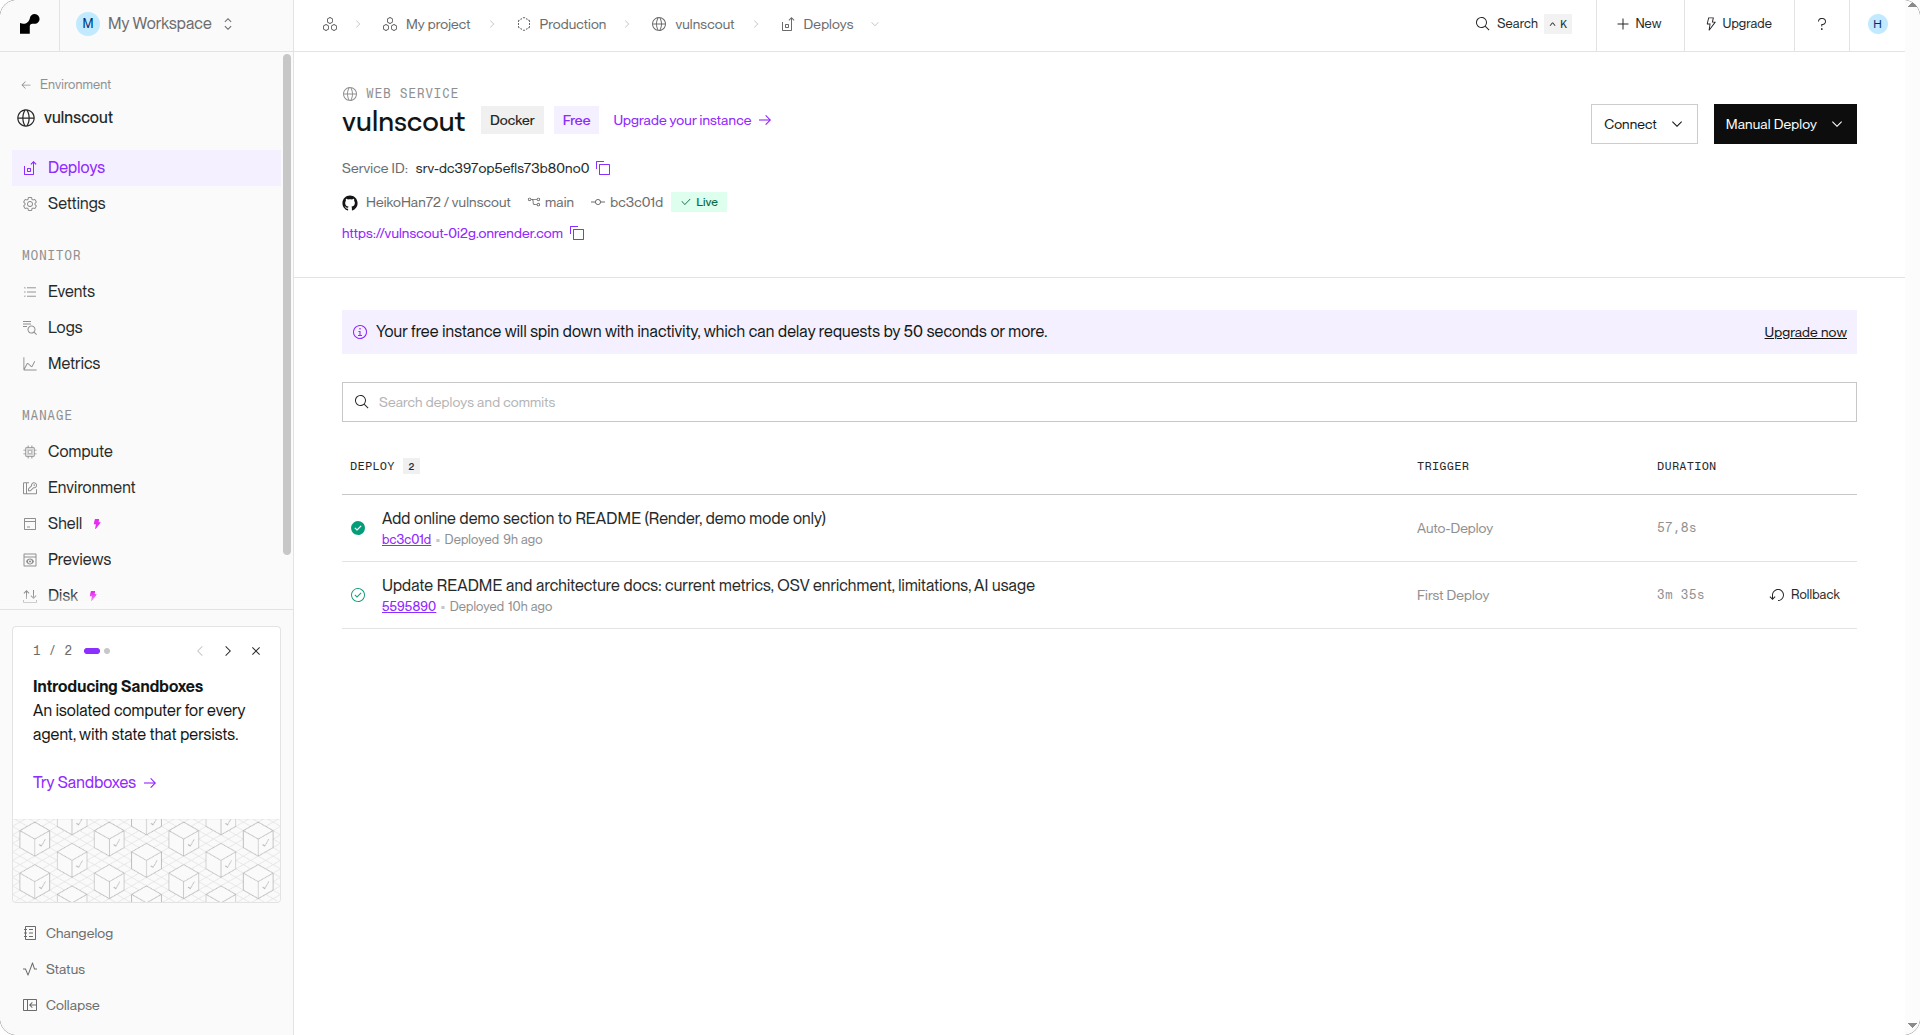 M My Workspace
My project
Production
vulnscout
Deploys
Search ^ K
New
Upgrade
?
H
Environment
vulnscout
Deploys
Settings
MONITOR
Events
Logs
Metrics
MANAGE
Compute
Environment
Shell
Previews
Disk
1 / 2
Introducing Sandboxes
An isolated computer for every
agent, with state that persists.
Try Sandboxes →
Changelog
Status
Collapse
WEB SERVICE
vulnscout Docker Free Upgrade your instance →
Connect
Manual Deploy
Service ID: srv-dc397op5efls73b80no0
HeikoHan72 / vulnscout main bc3c01d Live
https://vulnscout-0i2g.onrender.com
Your free instance will spin down with inactivity, which can delay requests by 50 seconds or more. Upgrade now
Search deploys and commits
DEPLOY 2 TRIGGER DURATION
Add online demo section to README (Render, demo mode only)
bc3c01d • Deployed 9h ago
Auto-Deploy 57,8s
Update README and architecture docs: current metrics, OSV enrichment, limitations, AI usage
5595890 • Deployed 10h ago
First Deploy 3m 35s Rollback